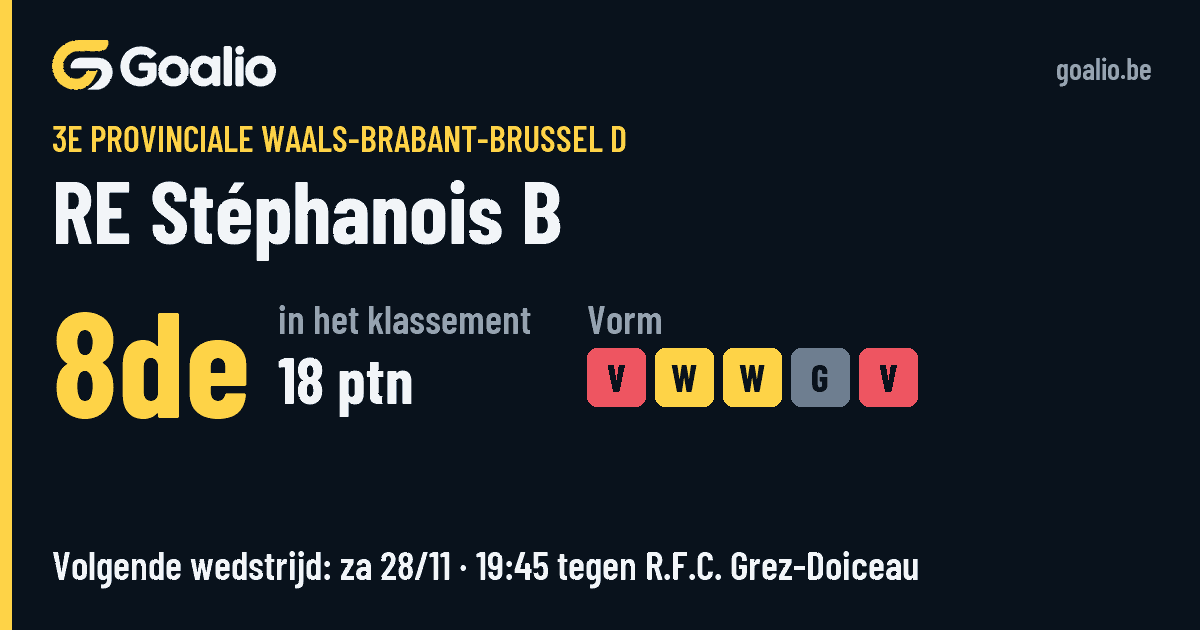 Goalio
goalio.be
3E PROVINCIALE WAALS-BRABANT-BRUSSEL D
RE Stéphanois B
8de
in het klassement
18 ptn
Vorm
V W W G V
Volgende wedstrijd: za 28/11 · 19:45 tegen R.F.C. Grez-Doiceau